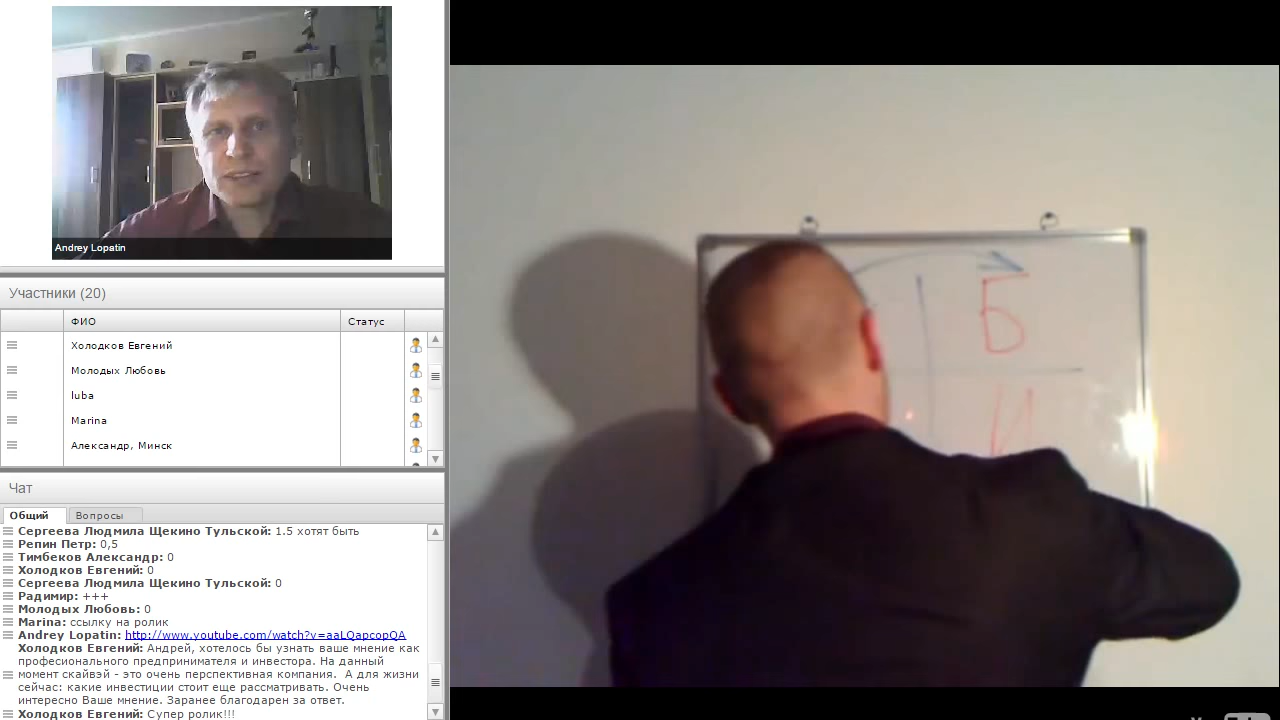 Andrey Lopatin
Участники (20)
ФИО
Статус
Холодков Евгений
Молодых Любовь
luba
Marina
Александр, Минск
Чат
Общий
Вопросы
Сергеева Людмила Щекино Тульской: 1.5 хотят быть
Репин Петр: 0,5
Тимбеков Александр: 0
Холодков Евгений: 0
Сергеева Людмила Щекино Тульской: 0
Радимир: +++
Молодых Любовь: 0
Marina: ссылку на ролик
Andrey Lopatin: http://www.youtube.com/watch?v=aaLQapcopQA
Холодков Евгений: Андрей, хотелось бы узнать ваше мнение как
професионального предпринимателя и инвестора. На данный
момент скайвэй - это очень перспективная компания. А для жизни
сейчас: какие инвестиции стоит еще рассматривать. Очень
интересно Ваше мнение. Заранее благодарен за ответ.
Холодков Евгений: Супер ролик!!!
Б
И